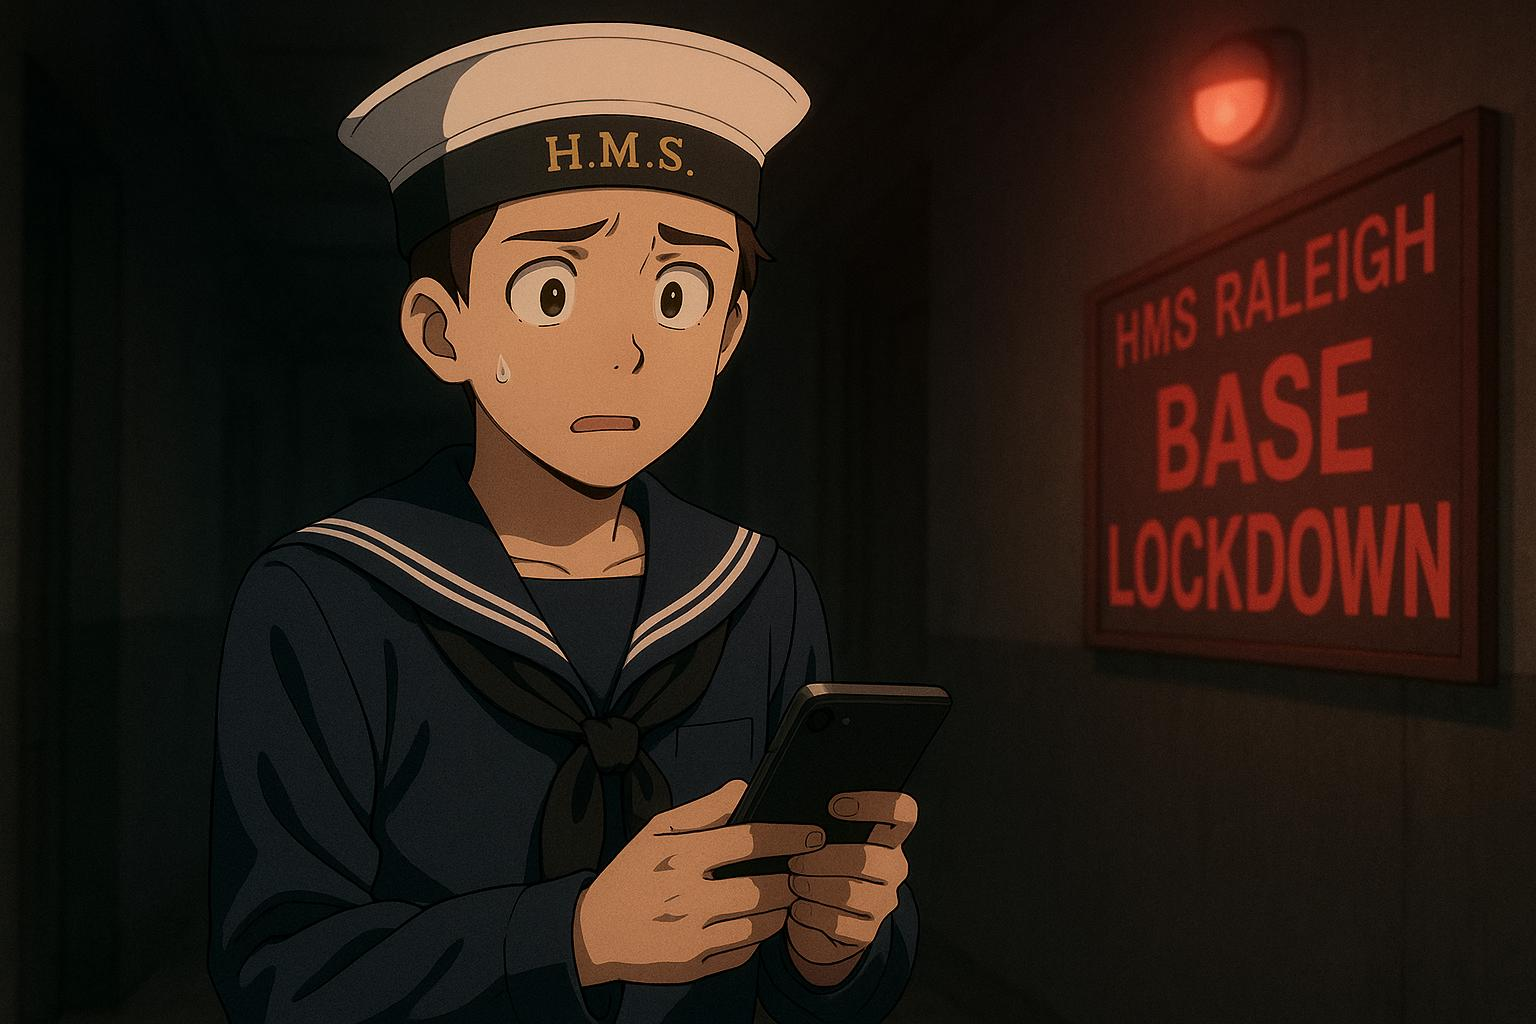 H.M.S.
HMS RALEIGH
BASE
LOCKDOWN